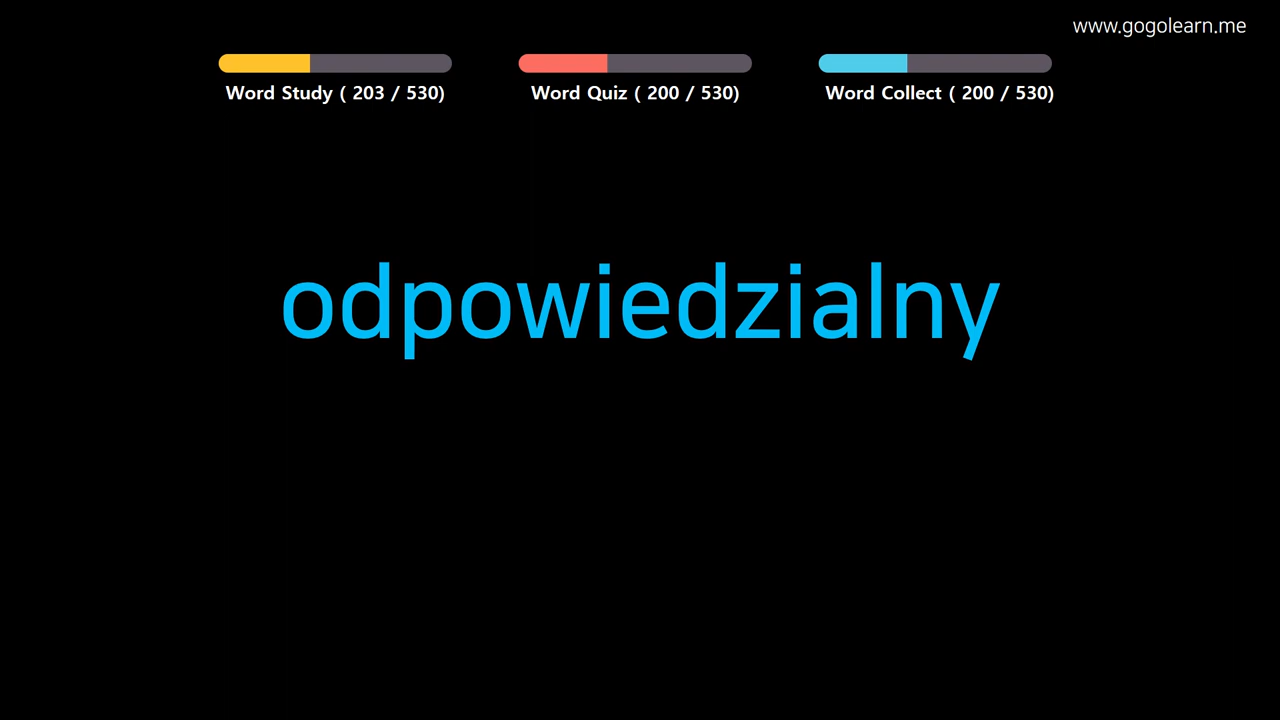 www.gogolearn.me
Word Study ( 203 / 530)
Word Quiz ( 200 / 530)
Word Collect ( 200 / 530)
odpowiedzialny